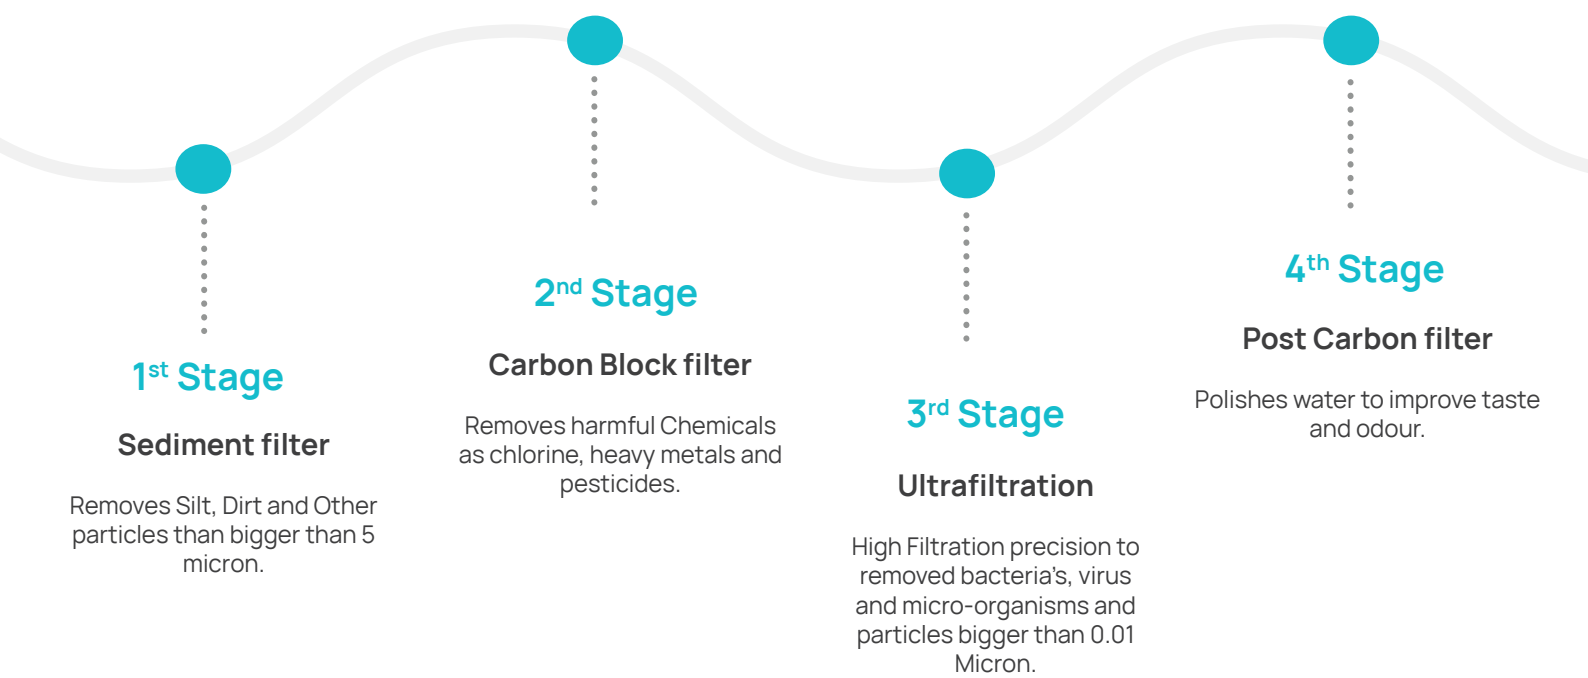 1st Stage
Sediment filter
Removes Silt, Dirt and Other
particles than bigger than 5
micron.
2nd Stage
Carbon Block filter
Removes harmful Chemicals
as chlorine, heavy metals and
pesticides.
3rd Stage
Ultrafiltration
High Filtration precision to
removed bacteria’s, virus
and micro-organisms and
particles bigger than 0.01
Micron.
4th Stage
Post Carbon filter
Polishes water to improve taste
and odour.